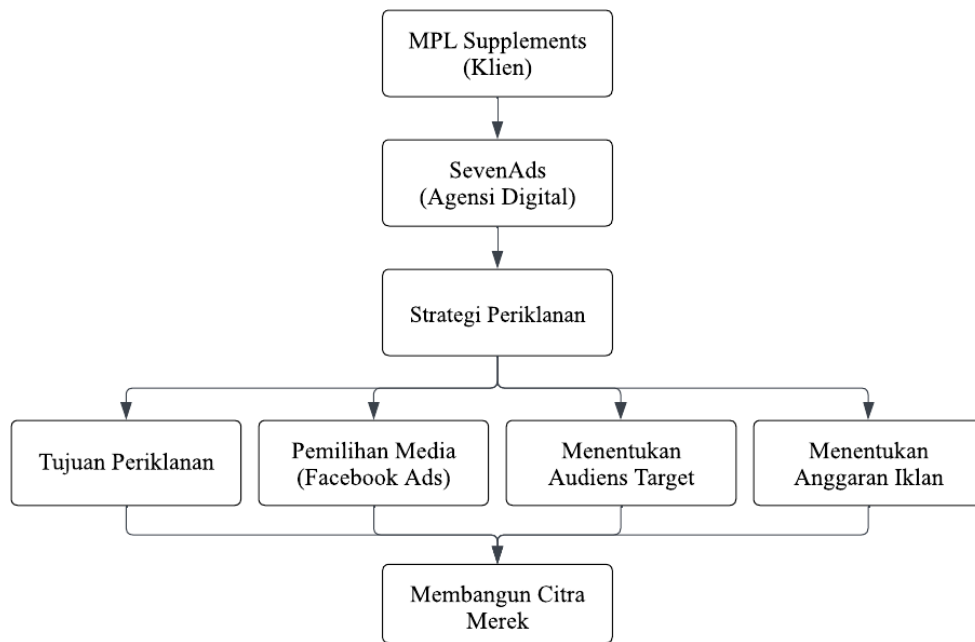 MPL Supplements
(Klien)
SevenAds
(Agensi Digital)
Strategi Periklanan
Tujuan Periklanan
Pemilihan Media
(Facebook Ads)
Menentukan
Audiens Target
Menentukan
Anggaran Iklan
Membangun Citra
Merek